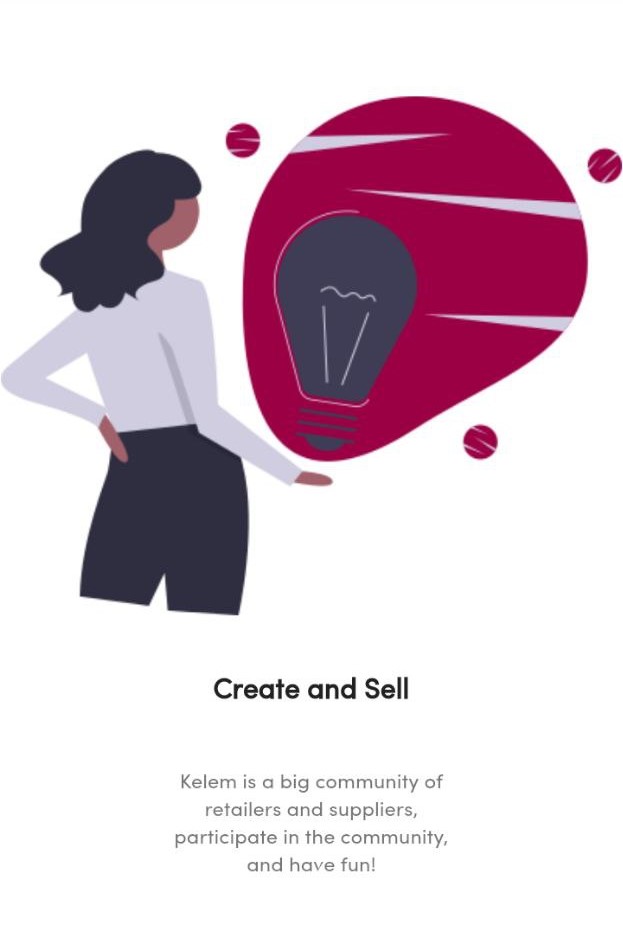 Create and Sell
Kelem is a big community of
retailers and suppliers,
participate in the community,
and have fun!